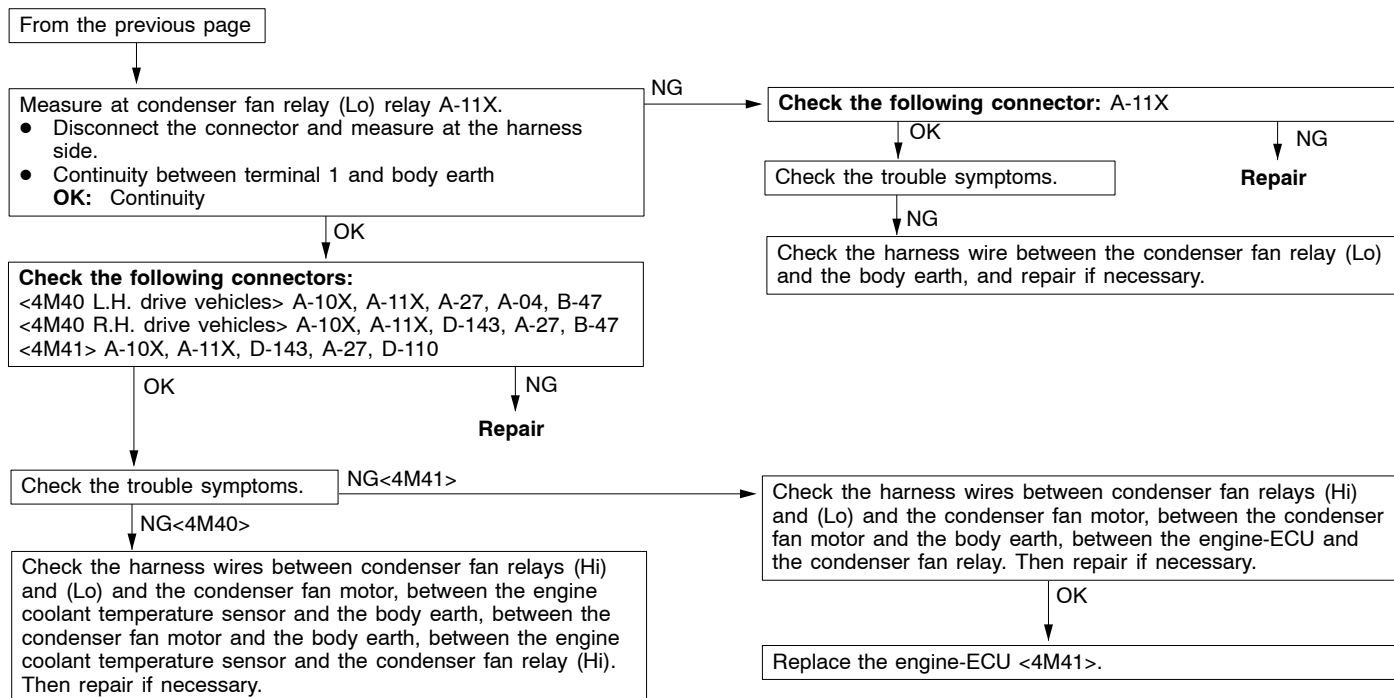 From the previous page
Measure at condenser fan relay (Lo) relay A-11X.
● Disconnect the connector and measure at the harness
side.
● Continuity between terminal 1 and body earth
OK: Continuity
NG
Check the following connector: A-11X
OK
NG
Check the trouble symptoms.
Repair
NG
Check the harness wire between the condenser fan relay (Lo)
and the body earth, and repair if necessary.
OK
Check the following connectors:
<4M40 L.H. drive vehicles> A-10X, A-11X, A-27, A-04, B-47
<4M40 R.H. drive vehicles> A-10X, A-11X, D-143, A-27, B-47
<4M41> A-10X, A-11X, D-143, A-27, D-110
OK
NG
Repair
Check the trouble symptoms.
NG<4M41>
Check the harness wires between condenser fan relays (Hi)
and (Lo) and the condenser fan motor, between the condenser
fan motor and the body earth, between the engine-ECU and
the condenser fan relay. Then repair if necessary.
NG<4M40>
Check the harness wires between condenser fan relays (Hi)
and (Lo) and the condenser fan motor, between the engine
coolant temperature sensor and the body earth, between the
condenser fan motor and the body earth, between the engine
coolant temperature sensor and the condenser fan relay (Hi).
Then repair if necessary.
OK
Replace the engine-ECU <4M41>.